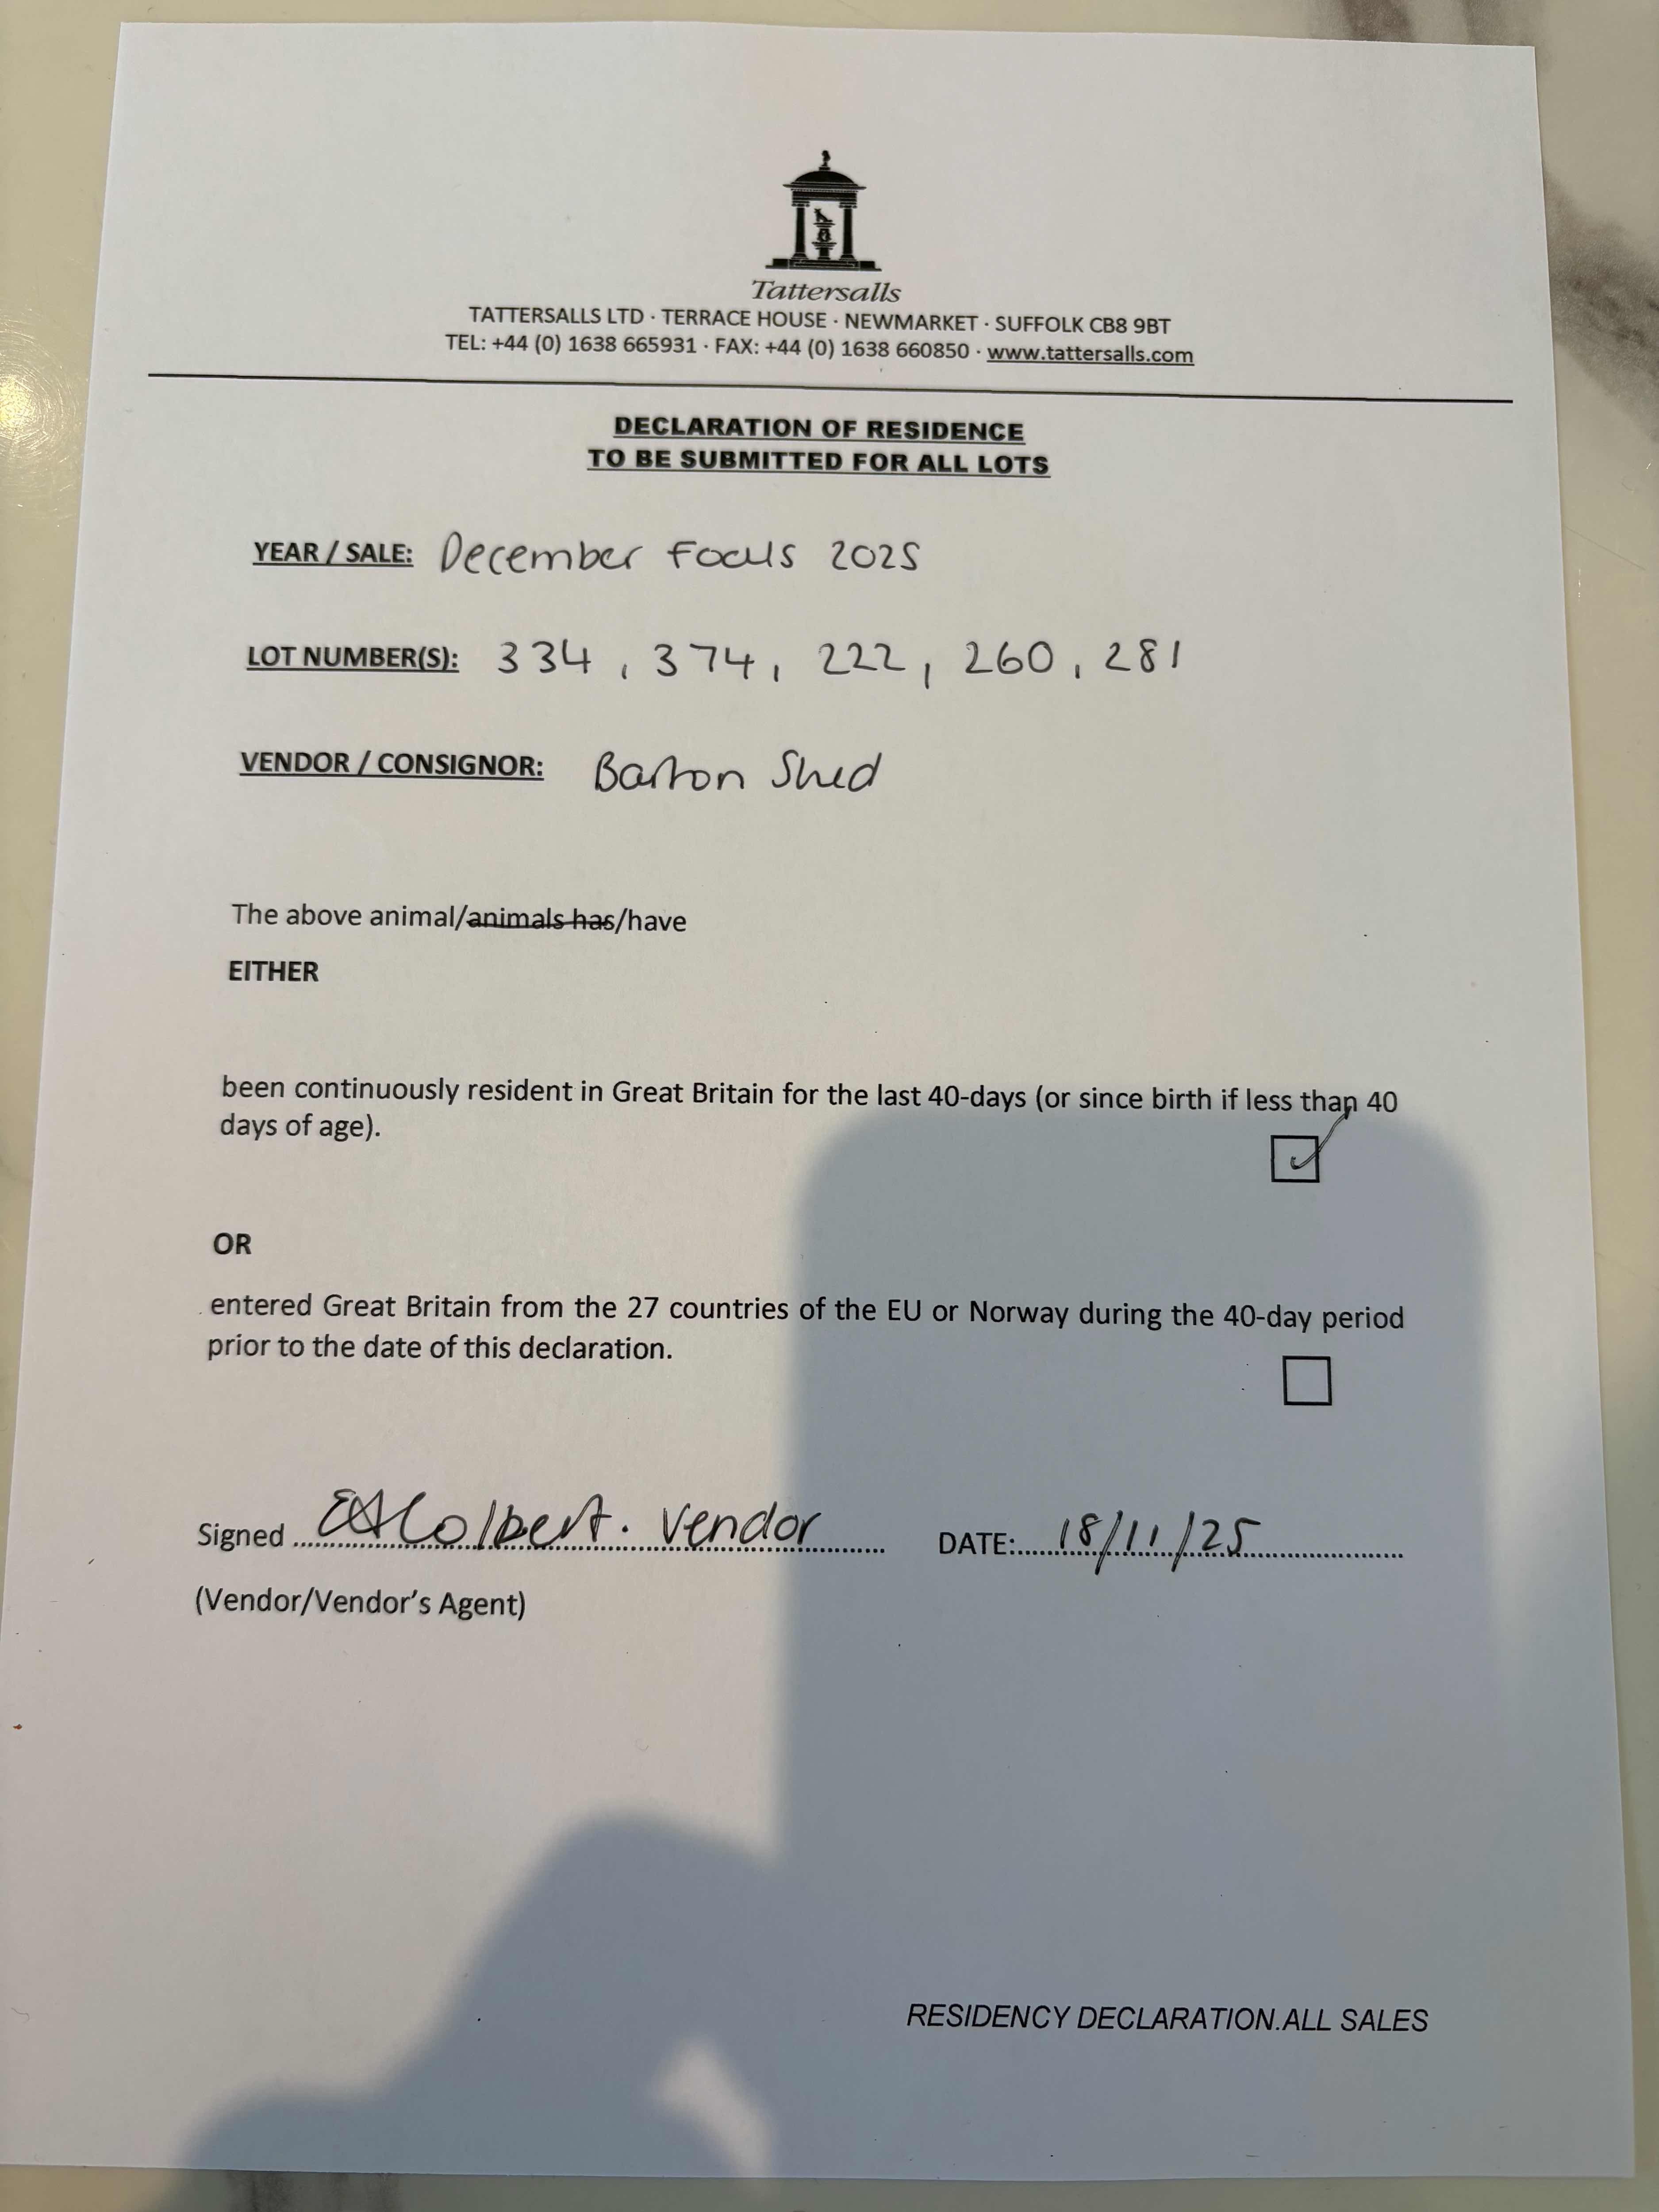 Tattersalls
TATTERSALLS LTD · TERRACE HOUSE · NEWMARKET · SUFFOLK CB8 9BT
TEL: +44 (0) 1638 665931 · FAX: +44 (0) 1638 660850 · www.tattersalls.com
DECLARATION OF RESIDENCE
TO BE SUBMITTED FOR ALL LOTS
YEAR / SALE: December Focus 2025
LOT NUMBER(S): 334, 374, 222, 260, 281
VENDOR / CONSIGNOR: Barton Shed
The above animal/animals has/have
EITHER
been continuously resident in Great Britain for the last 40-days (or since birth if less than 40
days of age).
OR
entered Great Britain from the 27 countries of the EU or Norway during the 40-day period
prior to the date of this declaration.
Signed Colbert. Vendor DATE: 18/11/25
(Vendor/Vendor's Agent)
RESIDENCY DECLARATION.ALL SALES